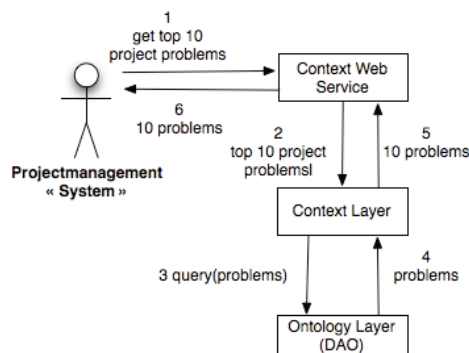 1
get top 10
project problems
Context Web
Service
6
10 problems
2
top 10 project
problemsl
5
10 problems
Projectmanagement
« System »
Context Layer
3 query(problems)
4
problems
Ontology Layer
(DAO)